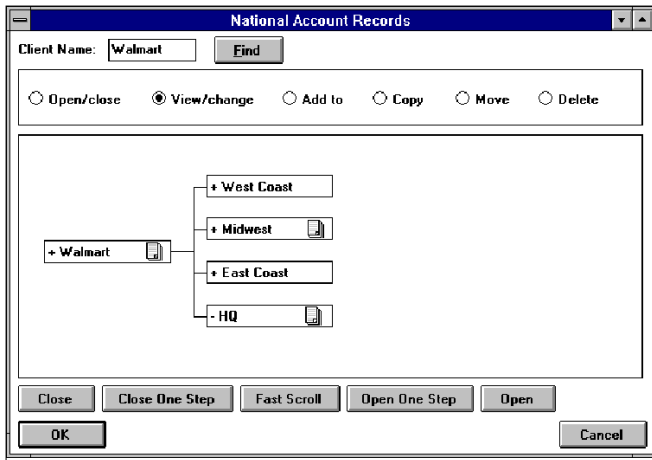 National Account Records
Client Name: Walmart Find
Open/close View/change Add to Copy Move Delete
+ West Coast
+ Midwest
+ Walmart
+ East Coast
- HQ
Close Close One Step Fast Scroll Open One Step Open
OK Cancel